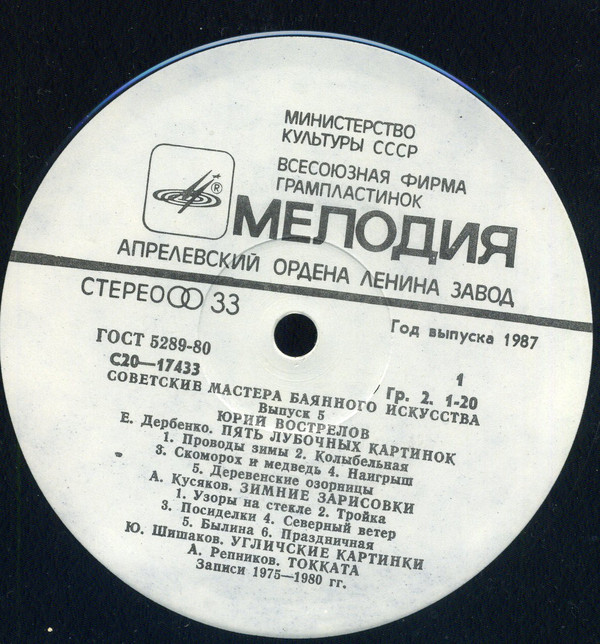 МИНИСТЕРСТВО
КУЛЬТУРЫ СССР
ВСЕСОЮЗНАЯ ФИРМА
ГРАМПЛАСТИНОК
®
МЕЛОДИЯ
АПРЕЛЕВСКИЙ ОРДЕНА ЛЕНИНА ЗАВОД
СТЕРЕО 33
Год выпуска 1987
ГОСТ 5289-80
1
С20—17433
Гр. 2. 1-20
СОВЕТСКИЕ МАСТЕРА БАЯННОГО ИСКУССТВА
Выпуск 5
ЮРИЙ ВОСТРЕЛОВ
Е. Дербенко. ПЯТЬ ЛУБОЧНЫХ КАРТИНОК
1. Проводы зимы 2. Колыбельная
3. Скоморох и медведь 4. Наигрыш
5. Деревенские озорницы
А. Кусяков. ЗИМНИЕ ЗАРИСОВКИ
1. Узоры на стекле 2. Тройка
3. Посиделки 4. Северный ветер
5. Былина 6. Праздничная
Ю. Шишаков. УГЛИЧСКИЕ КАРТИНКИ
А. Репников. ТОККАТА
Записи 1975—1980 гг.